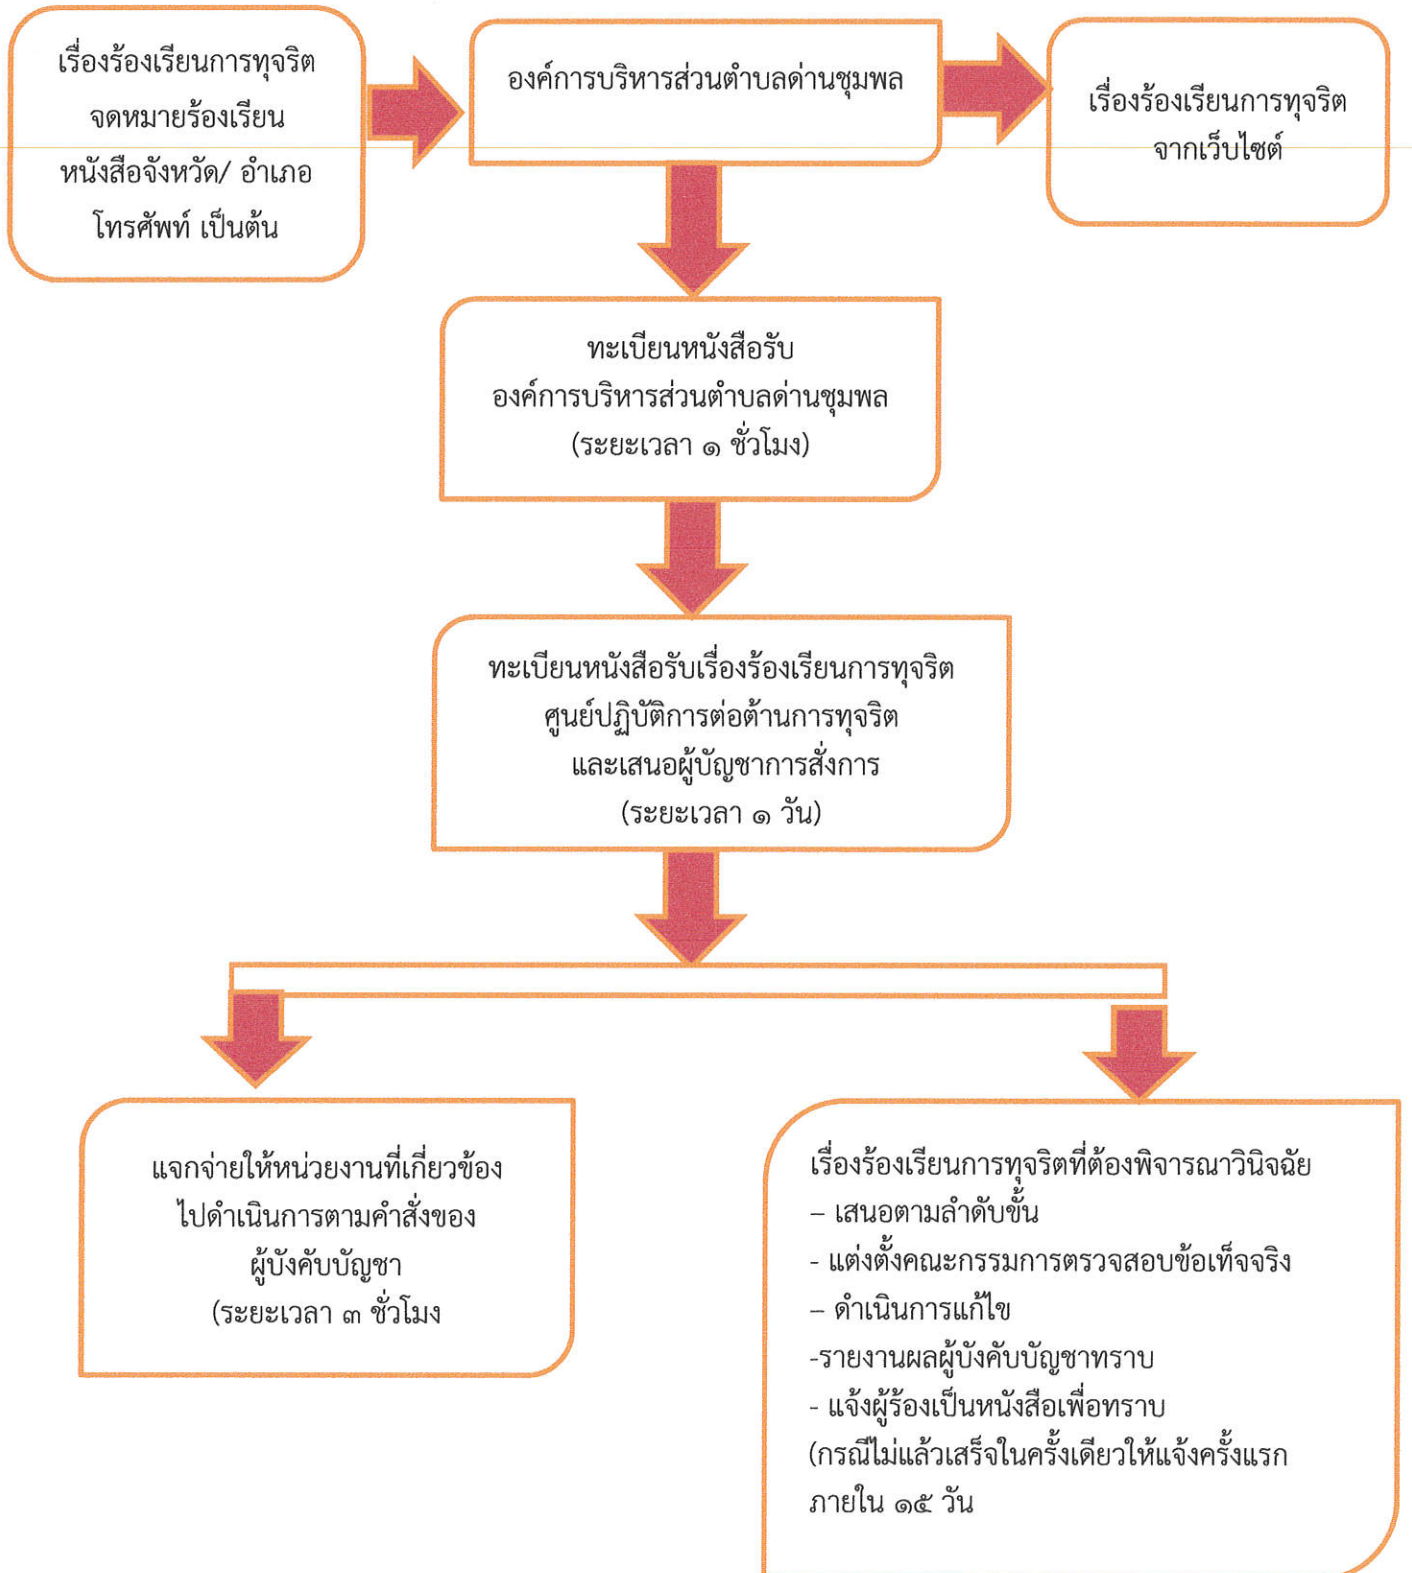 เรื่องร้องเรียนการทุจริต
จดหมายร้องเรียน
หนังสือจังหวัด/ อำเภอ
โทรศัพท์ เป็นต้น
องค์การบริหารส่วนตำบลด่านชุมพล
เรื่องร้องเรียนการทุจริต
จากเว็บไซต์
ทะเบียนหนังสือรับ
องค์การบริหารส่วนตำบลด่านชุมพล
(ระยะเวลา ๑ ชั่วโมง)
ทะเบียนหนังสือรับเรื่องร้องเรียนการทุจริต
ศูนย์ปฏิบัติการต่อต้านการทุจริต
และเสนอผู้บัญชาการสั่งการ
(ระยะเวลา ๑ วัน)
แจกจ่ายให้หน่วยงานที่เกี่ยวข้อง
ไปดำเนินการตามคำสั่งของ
ผู้บังคับบัญชา
(ระยะเวลา ๓ ชั่วโมง
เรื่องร้องเรียนการทุจริตที่ต้องพิจารณาวินิจฉัย
– เสนอตามลำดับขั้น
- แต่งตั้งคณะกรรมการตรวจสอบข้อเท็จจริง
– ดำเนินการแก้ไข
-รายงานผลผู้บังคับบัญชาทราบ
- แจ้งผู้ร้องเป็นหนังสือเพื่อทราบ
(กรณีไม่แล้วเสร็จในครั้งเดียวให้แจ้งครั้งแรก
ภายใน ๑๕ วัน